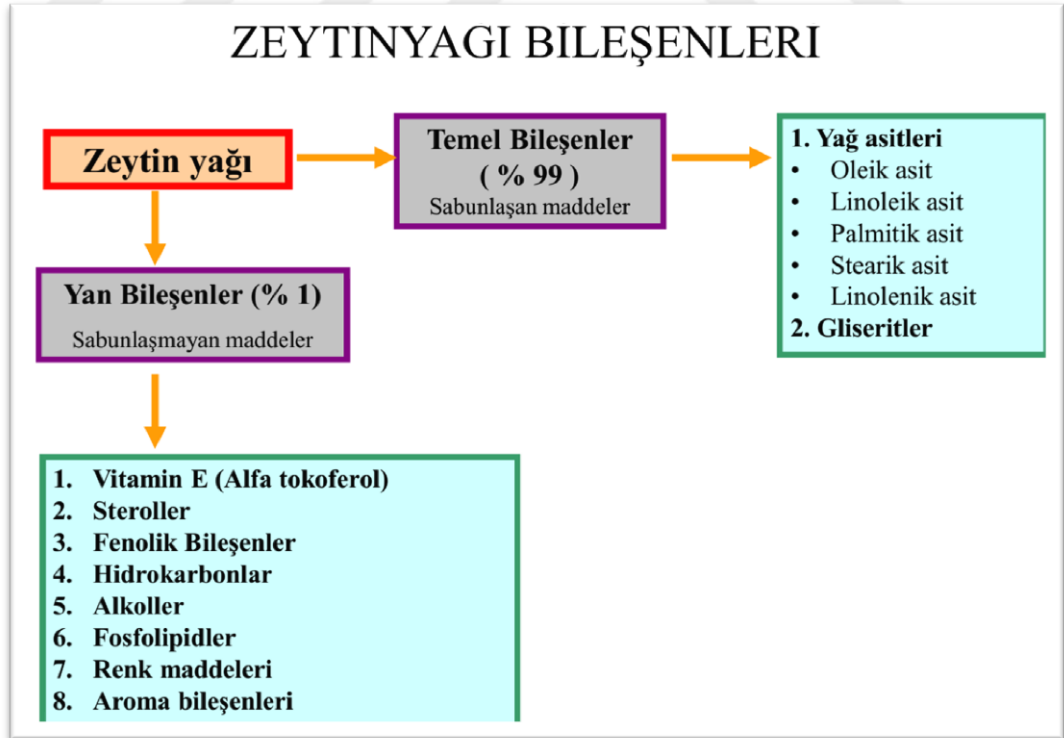 ZEYTINYAGI BILEŞENLERI
Zeytin yağı
Temel Bileşenler
( % 99 )
Sabunlaşan maddeler
1. Yağ asitleri
• Oleik asit
• Linoleik asit
• Palmitik asit
• Stearik asit
• Linolenik asit
2. Gliseritler
Yan Bileşenler (% 1)
Sabunlaşmayan maddeler
1. Vitamin E (Alfa tokoferol)
2. Steroller
3. Fenolik Bileşenler
4. Hidrokarbonlar
5. Alkoller
6. Fosfolipidler
7. Renk maddeleri
8. Aroma bileşenleri